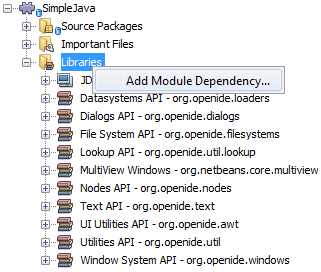 SimpleJava
Source Packages
Important Files
Libraries
JD
Add Module Dependency...
Datasystems API - org.openide.loaders
Dialogs API - org.openide.dialogs
File System API - org.openide.filesystems
Lookup API - org.openide.util.lookup
MultiView Windows - org.netbeans.core.multiview
Nodes API - org.openide.nodes
Text API - org.openide.text
UI Utilities API - org.openide.awt
Utilities API - org.openide.util
Window System API - org.openide.windows